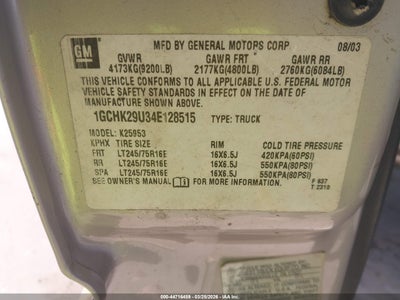 GM
MFD BY GENERAL MOTORS CORP 08/03
GVWR GAWR FRT GAWR RR
4173KG(9200LB) 2177KG(4800LB) 2760KG(6084LB)
THIS VEHICLE CONFORMS TO ALL APPLICABLE U.S. FEDERAL MOTOR
VEHICLE SAFETY STANDARDS IN EFFECT ON THE DATE OF
MANUFACTURE SHOWN ABOVE.
1GCHK29U34E128515 TYPE: TRUCK
MODEL: K25953
KPHX TIRE SIZE RIM COLD TIRE PRESSURE
FRT LT245/75R16E 16X6.5J 420KPA(60PSI)
RR LT245/75R16E 16X6.5J 550KPA(80PSI)
SPA LT245/75R16E 16X6.5J 550KPA(80PSI)
SEE OWNER'S MANUAL FOR MORE INFORMATION.
000-44716489 - 03/26/2026 - IAAI